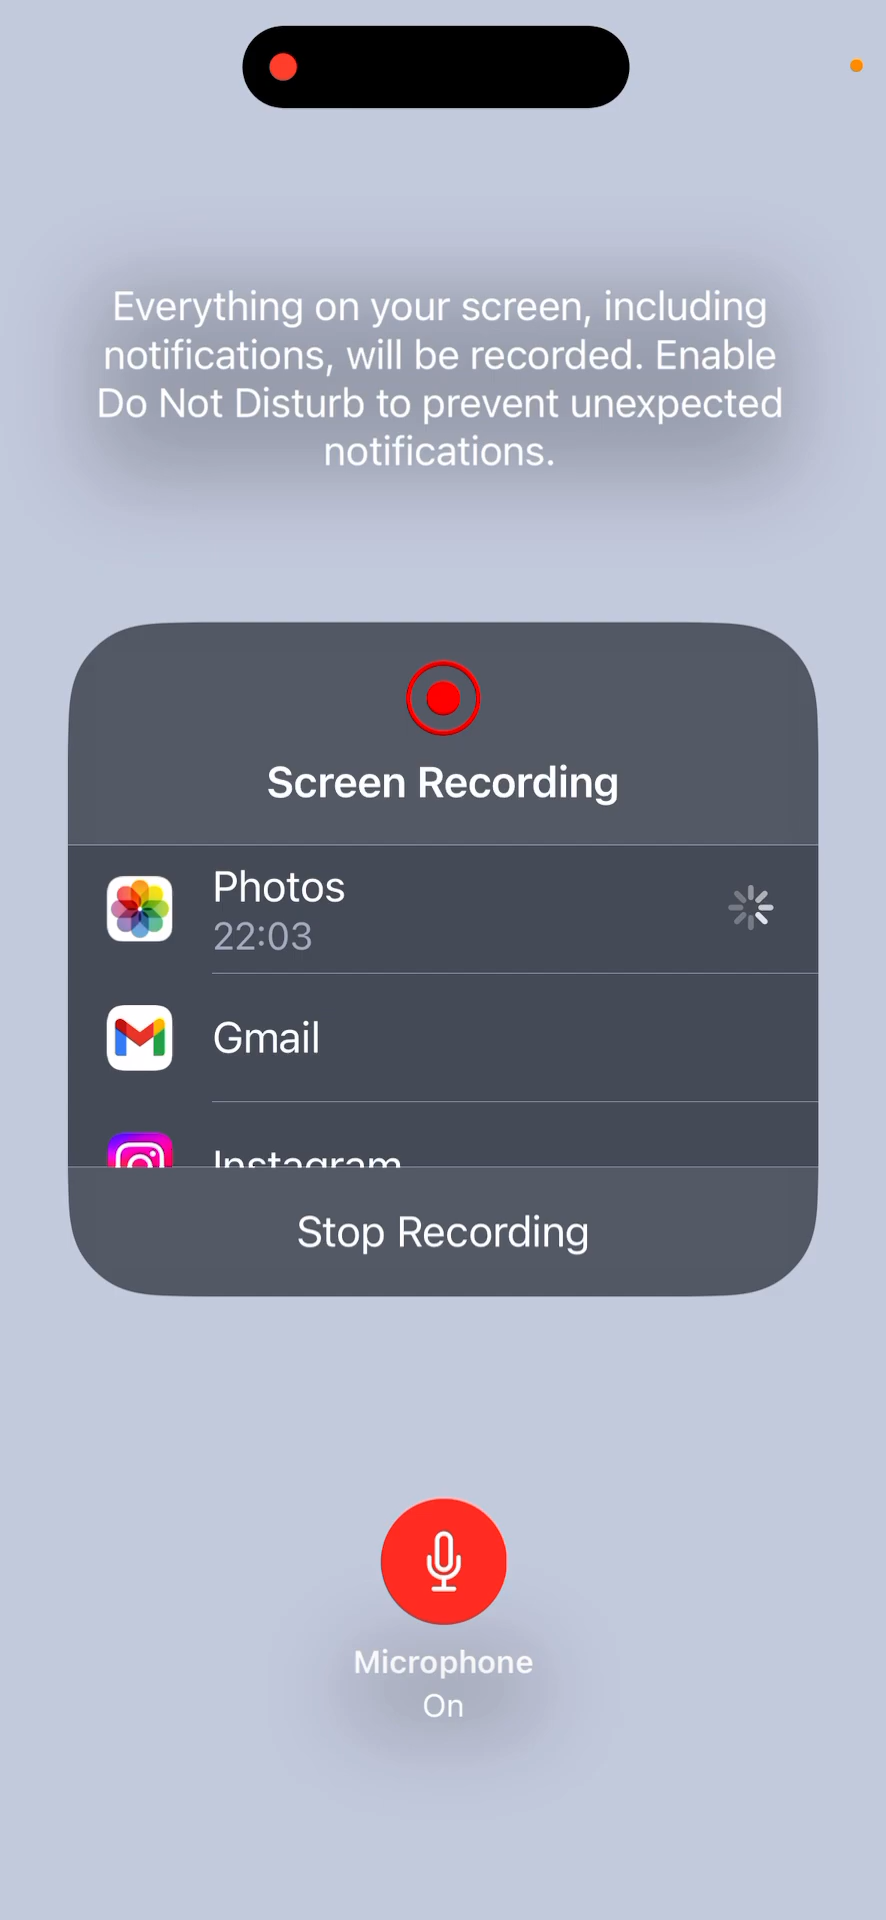 Everything on your screen, including
notifications, will be recorded. Enable
Do Not Disturb to prevent unexpected
notifications.
Screen Recording
Photos
22:03
Gmail
Instagram
Stop Recording
Microphone
On